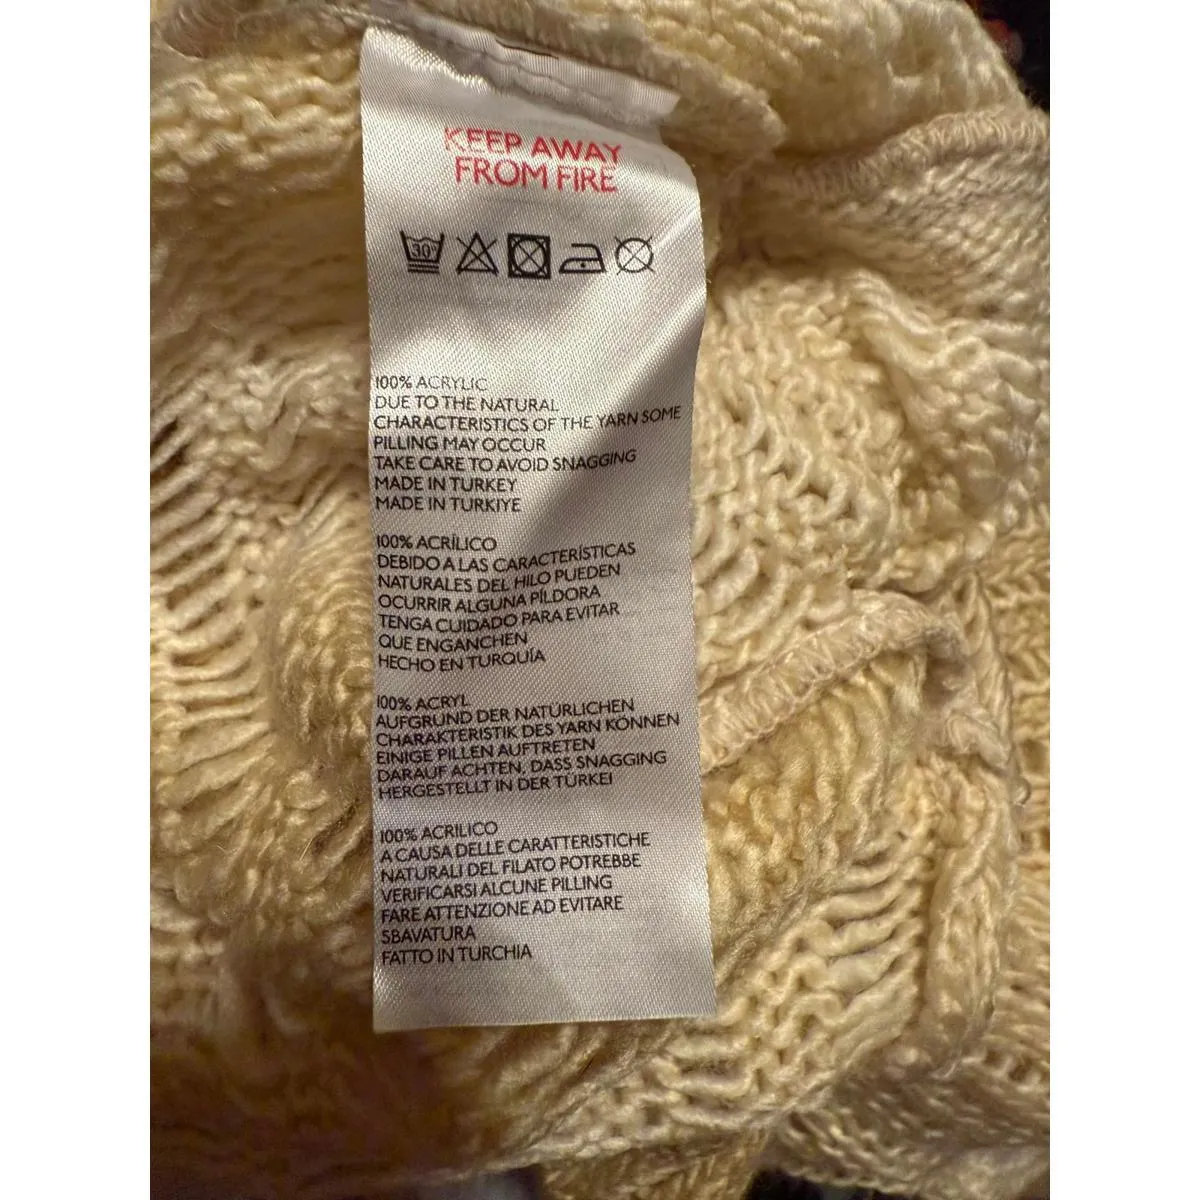 KEEP AWAY
FROM FIRE
30°
100% ACRYLIC
DUE TO THE NATURAL
CHARACTERISTICS OF THE YARN SOME
PILLING MAY OCCUR
TAKE CARE TO AVOID SNAGGING
MADE IN TURKEY
MADE IN TURKIYE
100% ACRÍLICO
DEBIDO A LAS CARACTERÍSTICAS
NATURALES DEL HILO PUEDEN
OCURRIR ALGUNA PÍLDORA
TENGA CUIDADO PARA EVITAR
QUE ENGANCHEN
HECHO EN TURQUÍA
100% ACRYL
AUFGRUND DER NATÜRLICHEN
CHARAKTERISTIK DES YARN KÖNNEN
EINIGE PILLEN AUFTRETEN
DARAUF ACHTEN, DASS SNAGGING
HERGESTELLT IN DER TÜRKEI
100% ACRILICO
A CAUSA DELLE CARATTERISTICHE
NATURALI DEL FILATO POTREBBE
VERIFICARSI ALCUNE PILLING
FARE ATTENZIONE AD EVITARE
SBAVATURA
FATTO IN TURCHIA